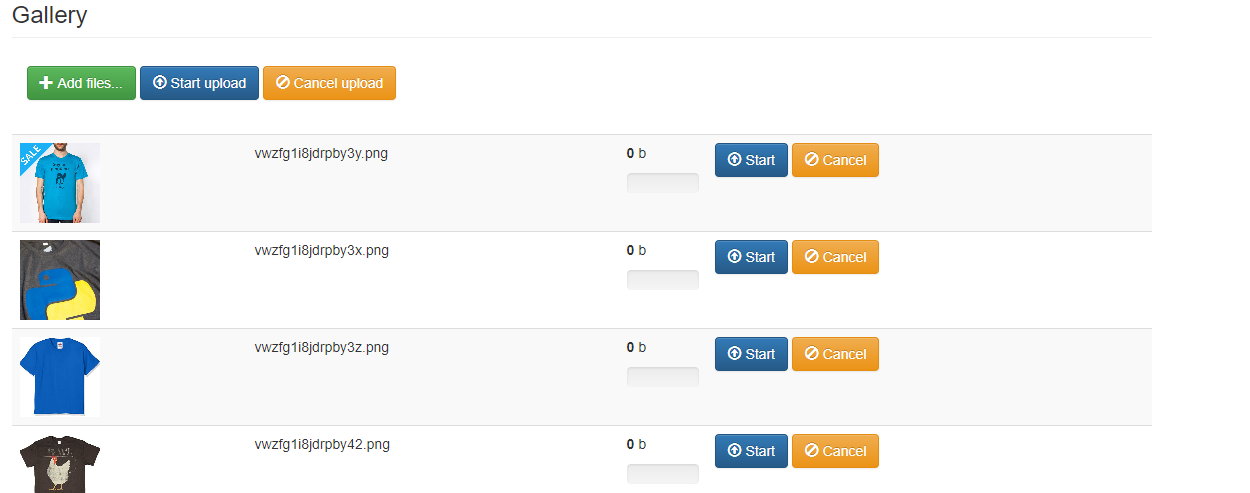 Gallery
Add files... Start upload Cancel upload
SALE
vwzfg1i8jdrpby3y.png 0 b Start Cancel
vwzfg1i8jdrpby3x.png 0 b Start Cancel
vwzfg1i8jdrpby3z.png 0 b Start Cancel
vwzfg1i8jdrpby42.png 0 b Start Cancel